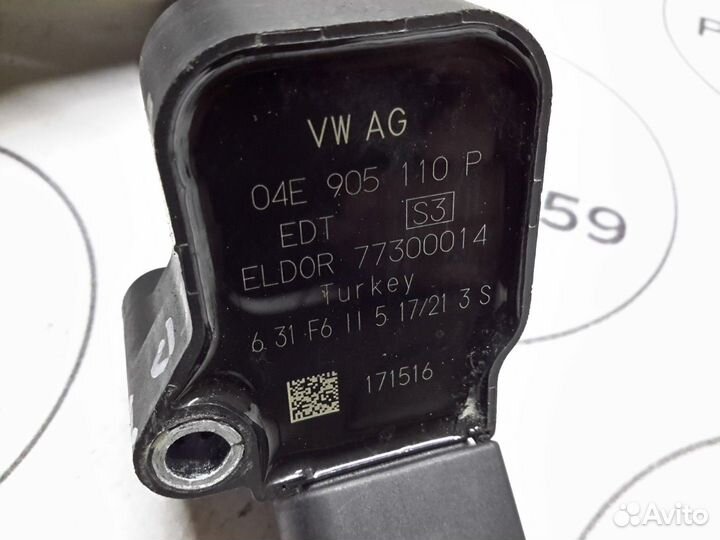 VW AG
04E 905 110 P
EDT S3
ELDOR 77300014
Turkey
6 31 F6 II 5 17/21 3 S
171516
59
P
Avito